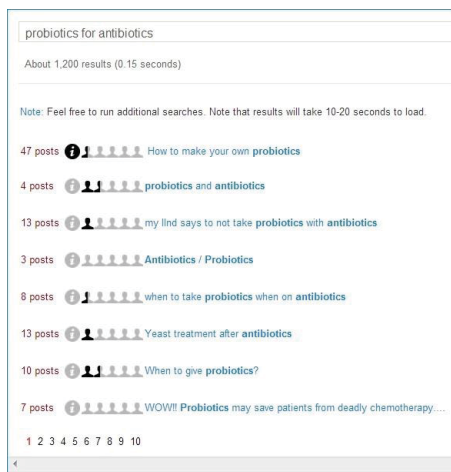 probiotics for antibiotics
About 1,200 results (0.15 seconds)
Note: Feel free to run additional searches. Note that results will take 10-20 seconds to load.
47 posts i How to make your own probiotics
4 posts i probiotics and antibiotics
13 posts i my llnd says to not take probiotics with antibiotics
3 posts i Antibiotics / Probiotics
8 posts i when to take probiotics when on antibiotics
13 posts i Yeast treatment after antibiotics
10 posts i When to give probiotics?
7 posts i WOW!! Probiotics may save patients from deadly chemotherapy....
1 2 3 4 5 6 7 8 9 10